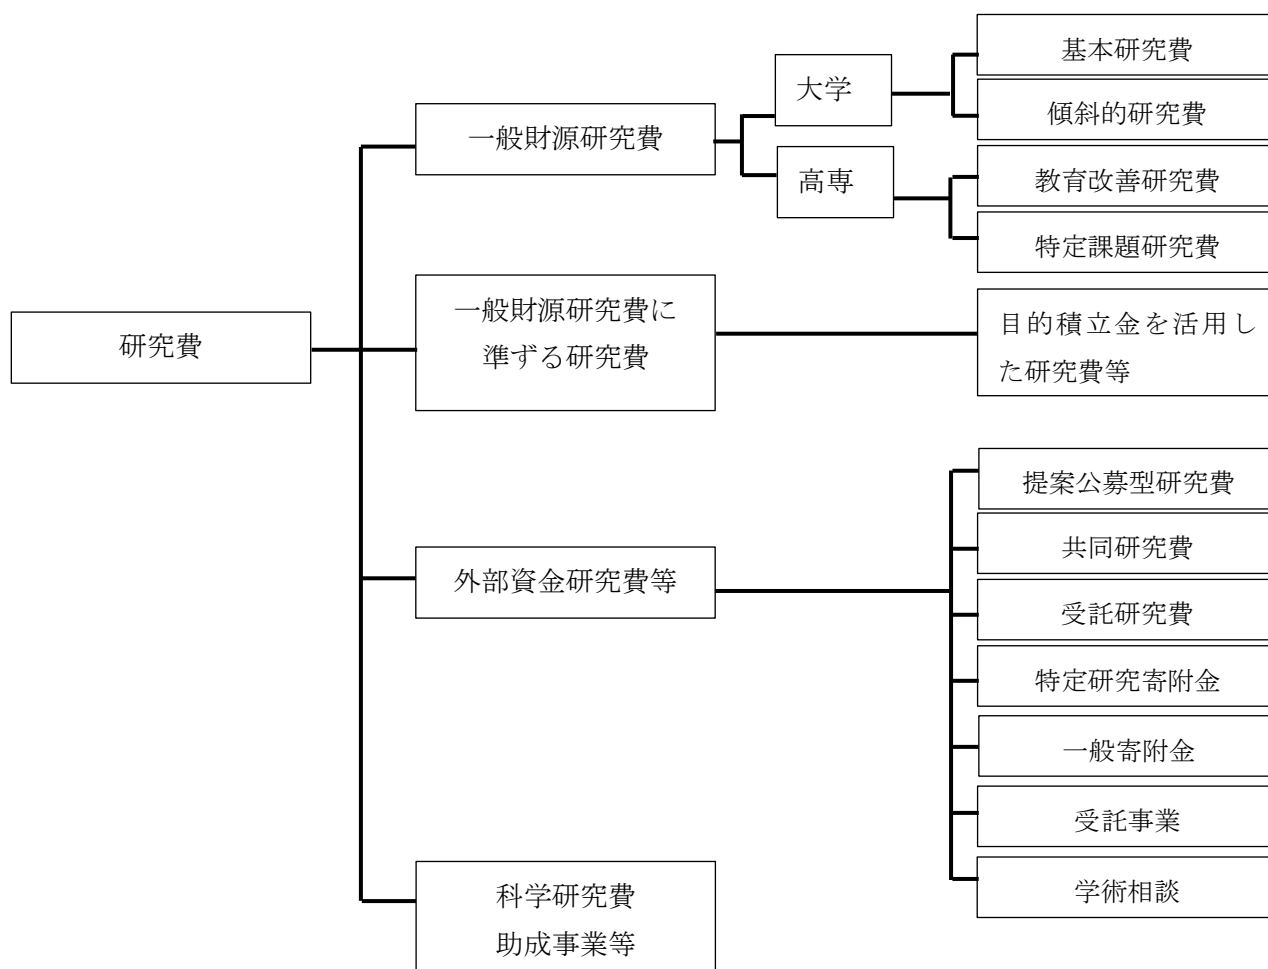 研究費
一般財源研究費
大学
基本研究費
傾斜的研究費
高専
教育改善研究費
特定課題研究費
一般財源研究費に
準ずる研究費
目的積立金を活用し
た研究費等
外部資金研究費等
提案公募型研究費
共同研究費
受託研究費
特定研究寄附金
一般寄附金
受託事業
学術相談
科学研究費
助成事業等